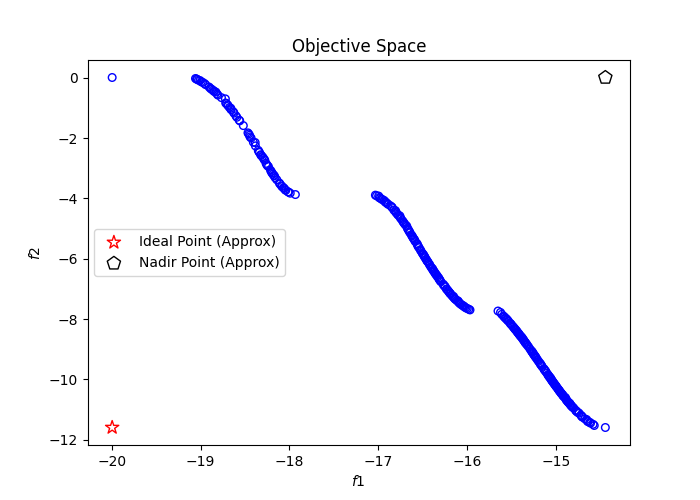 Objective Space
0
−2
−4
−6
−8
−10
−12
f2
Ideal Point (Approx)
Nadir Point (Approx)
−20 −19 −18 −17 −16 −15
f1